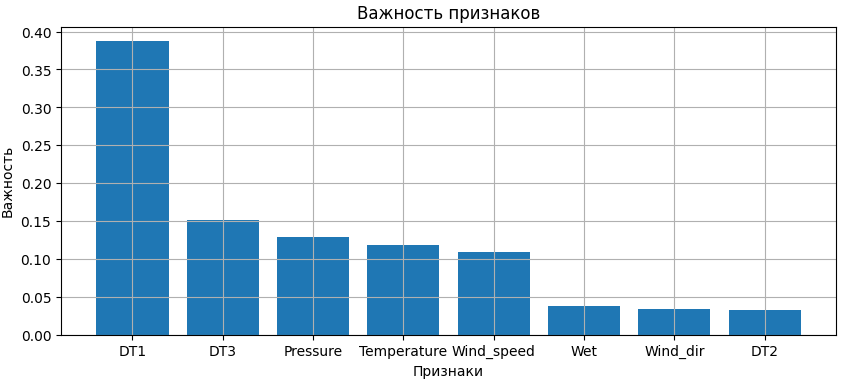 Важность признаков
0.40
0.35
0.30
0.25
0.20
0.15
0.10
0.05
0.00
Важность
DT1 DT3 Pressure Temperature Wind_speed Wet Wind_dir DT2
Признаки